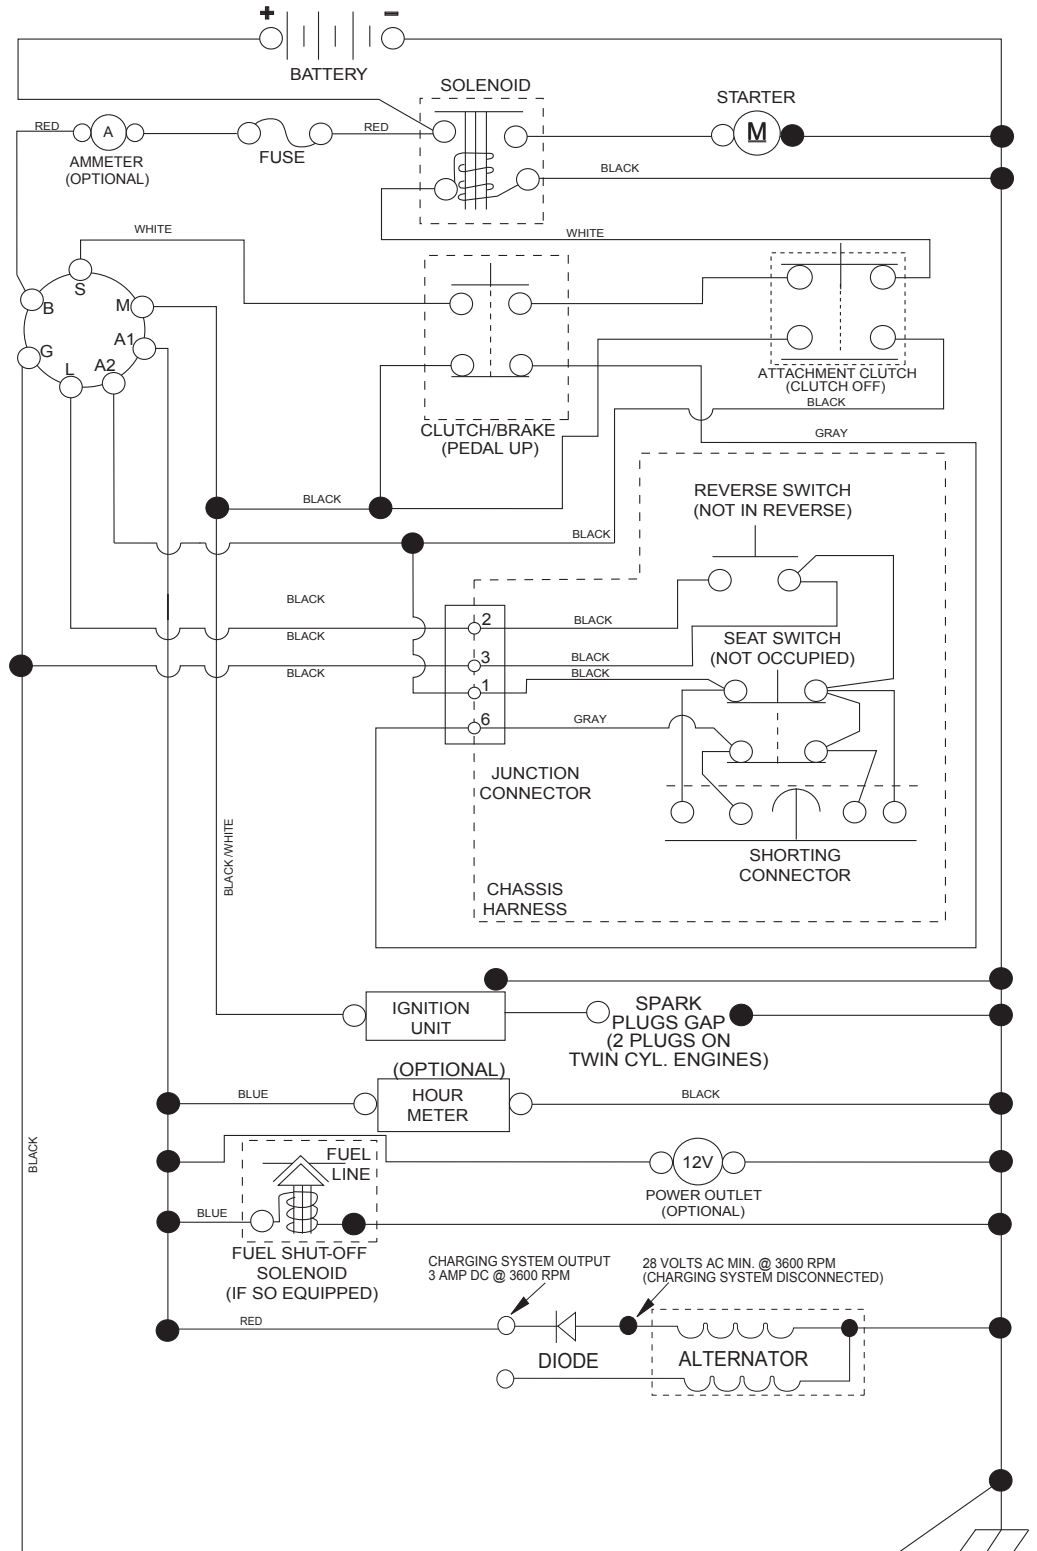 + –
BATTERY
SOLENOID
STARTER
RED
A
RED
M
AMMETER
(OPTIONAL)
FUSE
BLACK
WHITE
WHITE
S
B
M
G
A1
L
A2
ATTACHMENT CLUTCH
(CLUTCH OFF)
BLACK
CLUTCH/BRAKE
(PEDAL UP)
GRAY
REVERSE SWITCH
(NOT IN REVERSE)
BLACK
BLACK
BLACK
2
BLACK
BLACK
SEAT SWITCH
(NOT OCCUPIED)
3
BLACK
BLACK
BLACK
1
6
GRAY
JUNCTION
CONNECTOR
SHORTING
CONNECTOR
BLACK /WHITE
CHASSIS
HARNESS
IGNITION
UNIT
SPARK
PLUGS GAP
(2 PLUGS ON
TWIN CYL. ENGINES)
(OPTIONAL)
BLUE
HOUR
METER
BLACK
BLACK
FUEL
LINE
12V
POWER OUTLET
(OPTIONAL)
BLUE
FUEL SHUT-OFF
SOLENOID
(IF SO EQUIPPED)
CHARGING SYSTEM OUTPUT
3 AMP DC @ 3600 RPM
28 VOLTS AC MIN. @ 3600 RPM
(CHARGING SYSTEM DISCONNECTED)
RED
DIODE
ALTERNATOR